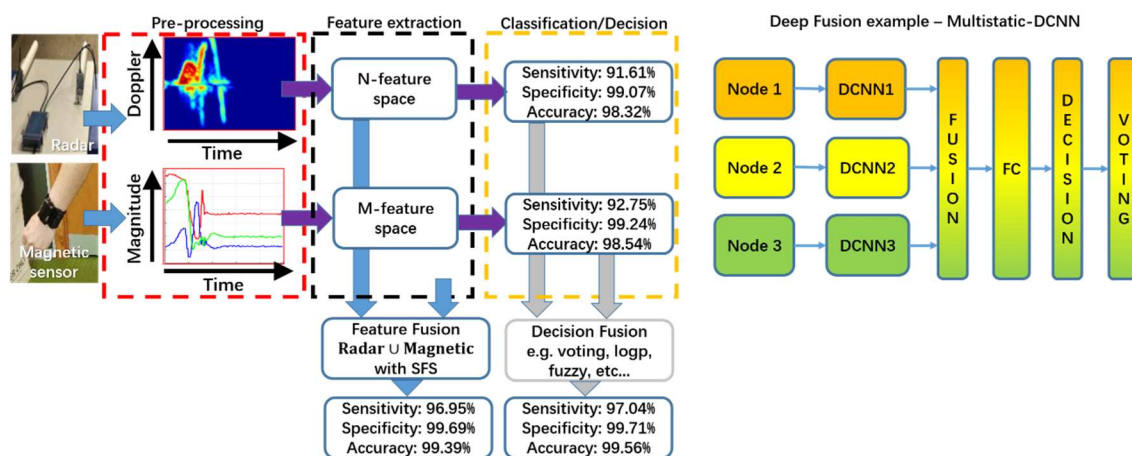 Pre-processing
Feature extraction
Classification/Decision
Deep Fusion example – Multistatic-DCNN
Radar
Doppler
Time
N-feature
space
Sensitivity: 91.61%
Specificity: 99.07%
Accuracy: 98.32%
Magnetic
sensor
Magnitude
Time
M-feature
space
Sensitivity: 92.75%
Specificity: 99.24%
Accuracy: 98.54%
Feature Fusion
Radar ∪ Magnetic
with SFS
Decision Fusion
e.g. voting, logp,
fuzzy, etc...
Sensitivity: 96.95%
Specificity: 99.69%
Accuracy: 99.39%
Sensitivity: 97.04%
Specificity: 99.71%
Accuracy: 99.56%
Node 1
DCNN1
Node 2
DCNN2
Node 3
DCNN3
FUSION
FC
DECISION
VOTING